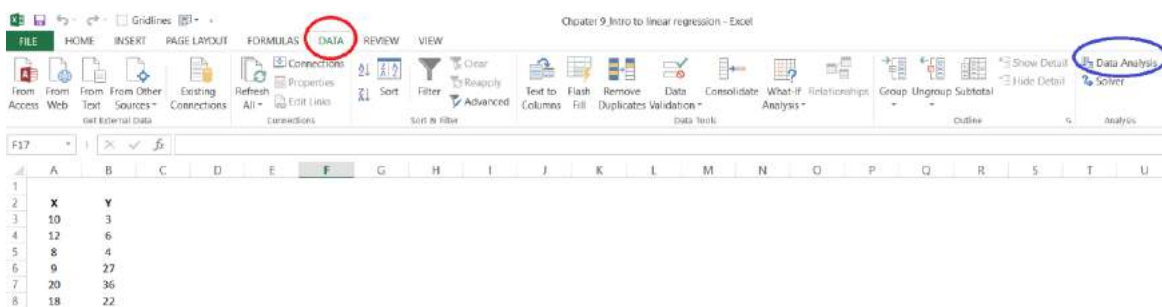 Gridlines
Chpater 9_Intro to linear regression - Excel
FILE HOME INSERT PAGE LAYOUT FORMULAS DATA REVIEW VIEW
From Access
From Web
From Text
From Other Sources
Existing Connections
Get External Data
Refresh All
Connections
Properties
Edit Links
Connections
Sort
Filter
Clear
Reapply
Advanced
Sort & Filter
Text to Columns
Flash Fill
Remove Duplicates
Data Validation
Consolidate
What-If Analysis
Relationships
Data Tools
Group
Ungroup
Subtotal
Show Detail
Hide Detail
Outline
Data Analysis
Solver
Analysis
F17 fx
A B C D E F G H I J K L M N O P Q R S T U
1
2 X Y
3 10 3
4 12 6
5 8 4
6 9 27
7 20 36
8 18 22